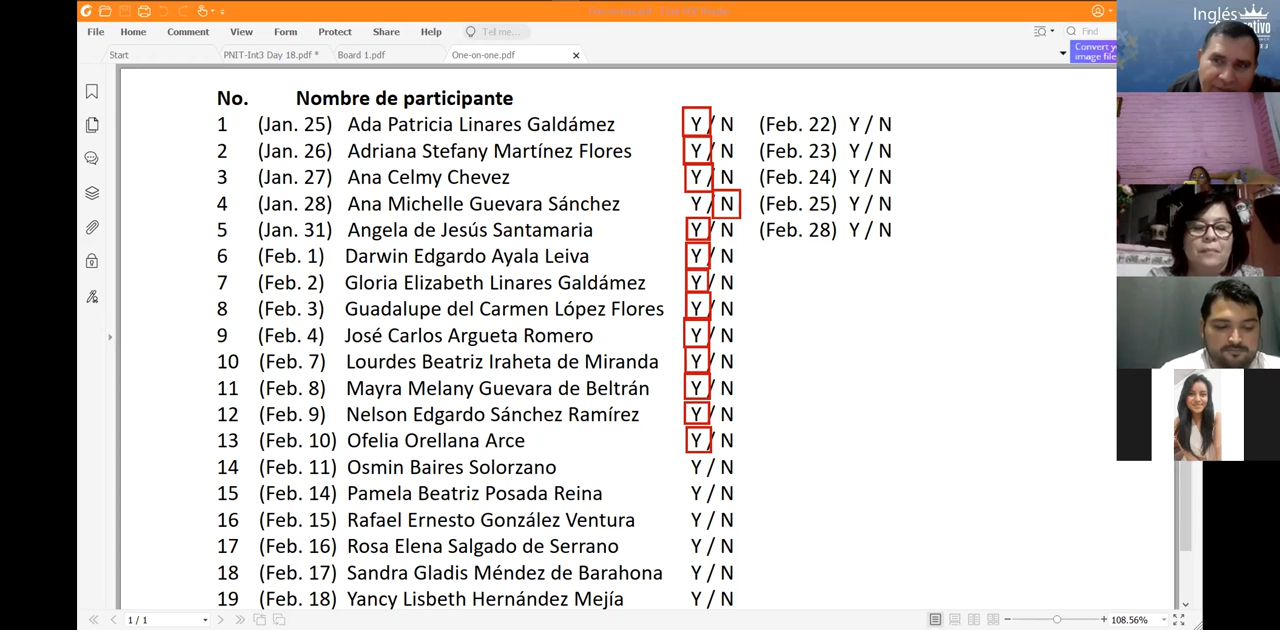 File Home Comment View Form Protect Share Help Tell me... Find
Start PNIT-Int3 Day 18.pdf * Board 1.pdf One-on-one.pdf
Convert
image file
Inglés
No. Nombre de participante
1 (Jan. 25) Ada Patricia Linares Galdámez Y / N (Feb. 22) Y / N
2 (Jan. 26) Adriana Stefany Martínez Flores Y / N (Feb. 23) Y / N
3 (Jan. 27) Ana Celmy Chevez Y / N (Feb. 24) Y / N
4 (Jan. 28) Ana Michelle Guevara Sánchez Y / N (Feb. 25) Y / N
5 (Jan. 31) Angela de Jesús Santamaria Y / N (Feb. 28) Y / N
6 (Feb. 1) Darwin Edgardo Ayala Leiva Y / N
7 (Feb. 2) Gloria Elizabeth Linares Galdámez Y / N
8 (Feb. 3) Guadalupe del Carmen López Flores Y / N
9 (Feb. 4) José Carlos Argueta Romero Y / N
10 (Feb. 7) Lourdes Beatriz Iraheta de Miranda Y / N
11 (Feb. 8) Mayra Melany Guevara de Beltrán Y / N
12 (Feb. 9) Nelson Edgardo Sánchez Ramírez Y / N
13 (Feb. 10) Ofelia Orellana Arce Y / N
14 (Feb. 11) Osmin Baires Solorzano Y / N
15 (Feb. 14) Pamela Beatriz Posada Reina Y / N
16 (Feb. 15) Rafael Ernesto González Ventura Y / N
17 (Feb. 16) Rosa Elena Salgado de Serrano Y / N
18 (Feb. 17) Sandra Gladis Méndez de Barahona Y / N
19 (Feb. 18) Yancy Lisbeth Hernández Mejía Y / N
1 / 1 108.56%